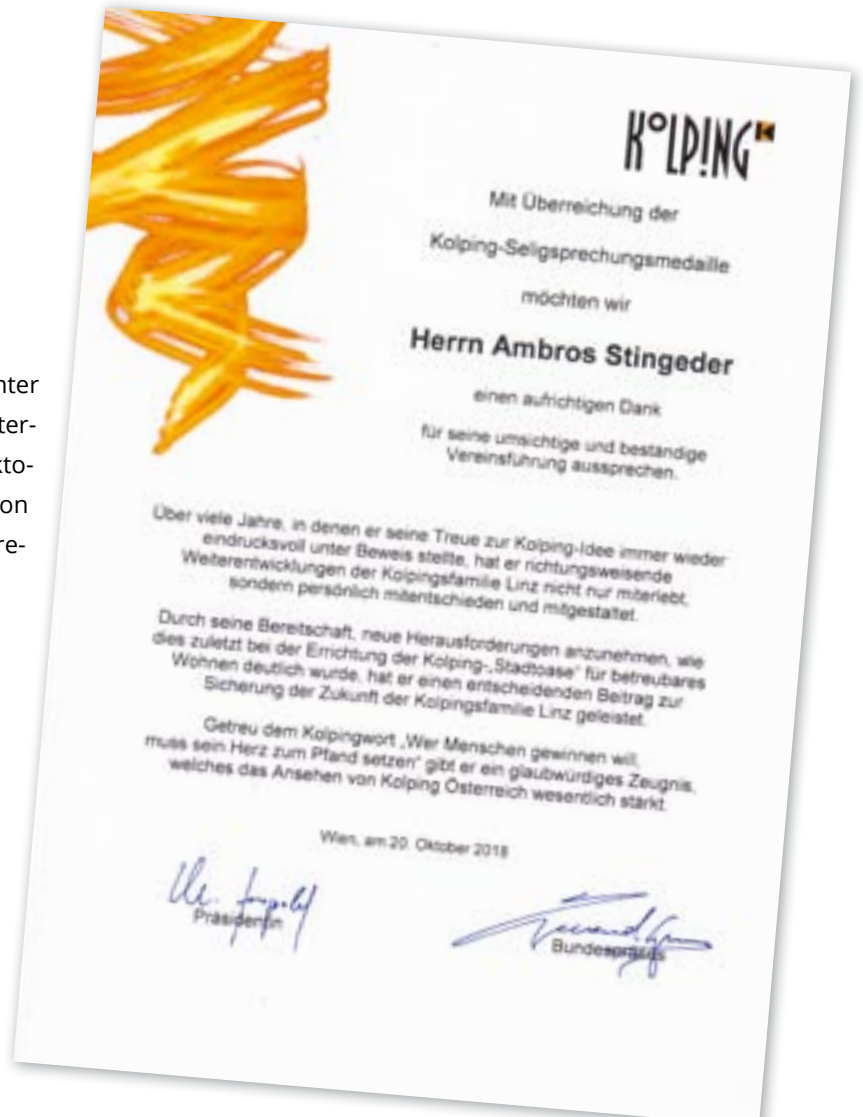 nter
ter-
kto-
on
re-
KOLPING
Mit Überreichung der
Kolping-Seligsprechungsmedaille
möchten wir
Herrn Ambros Stingeder
einen aufrichtigen Dank
für seine umsichtige und beständige
Vereinsführung aussprechen.
Über viele Jahre, in denen er seine Treue zur Kolping-Idee immer wieder
eindrucksvoll unter Beweis stellte, hat er richtungsweisende
Weiterentwicklungen der Kolpingsfamilie Linz nicht nur miterlebt,
sondern persönlich mitentschieden und mitgestaltet.
Durch seine Bereitschaft, neue Herausforderungen anzunehmen, wie
dies zuletzt bei der Errichtung der Kolping-„Stadtoase“ für betreubares
Wohnen deutlich wurde, hat er einen entscheidenden Beitrag zur
Sicherung der Zukunft der Kolpingsfamilie Linz geleistet.
Getreu dem Kolpingwort „Wer Menschen gewinnen will,
muss sein Herz zum Pfand setzen“ gibt er ein glaubwürdiges Zeugnis,
welches das Ansehen von Kolping Österreich wesentlich stärkt.
Wien, am 20. Oktober 2018
Präsidentin
Bundespräses